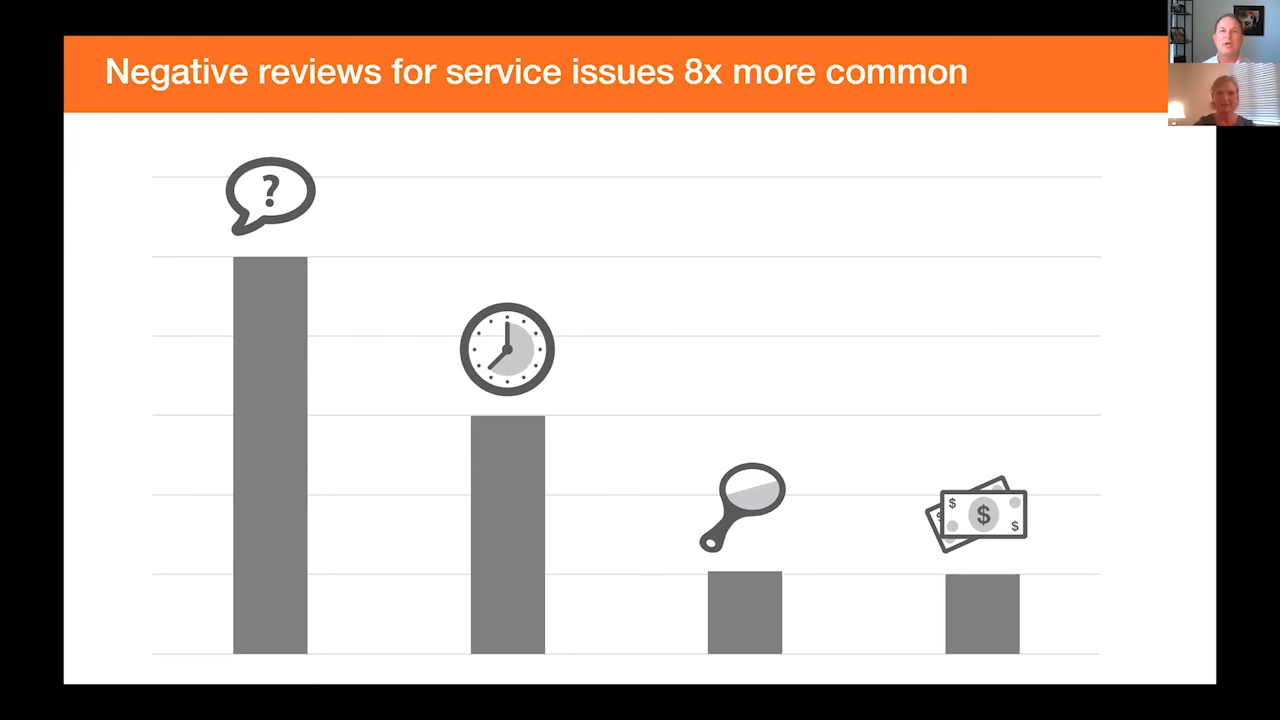 Negative reviews for service issues 8x more common
?
$
$
$